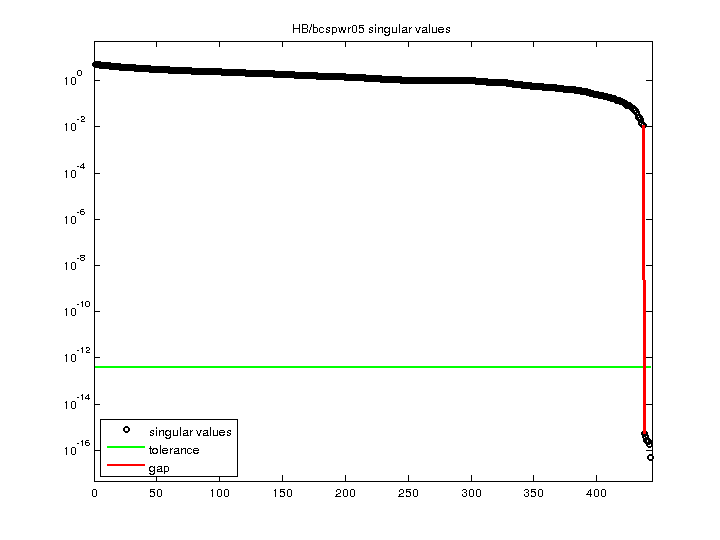 HB/bcspwr05 singular values
10^0
10^-2
10^-4
10^-6
10^-8
10^-10
10^-12
10^-14
10^-16
singular values
tolerance
gap
0 50 100 150 200 250 300 350 400